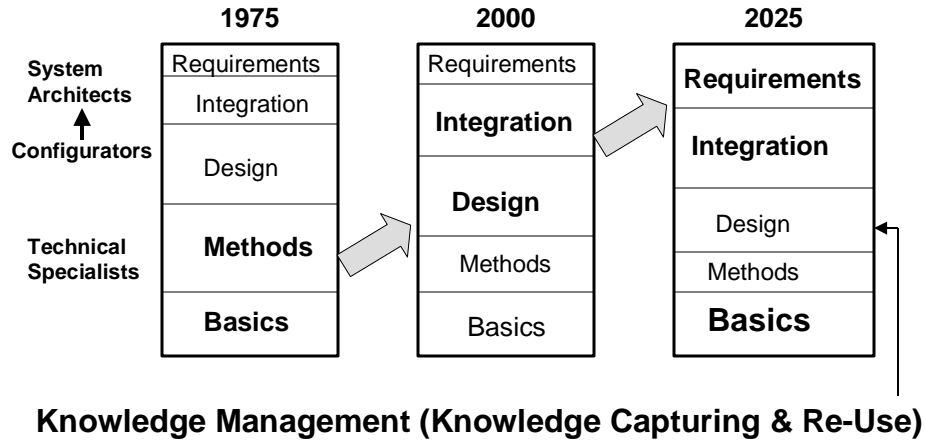 1975
2000
2025
System
Architects
Configurators
Technical
Specialists
Requirements
Integration
Design
Methods
Basics
Requirements
Integration
Design
Methods
Basics
Requirements
Integration
Design
Methods
Basics
Knowledge Management (Knowledge Capturing & Re-Use)